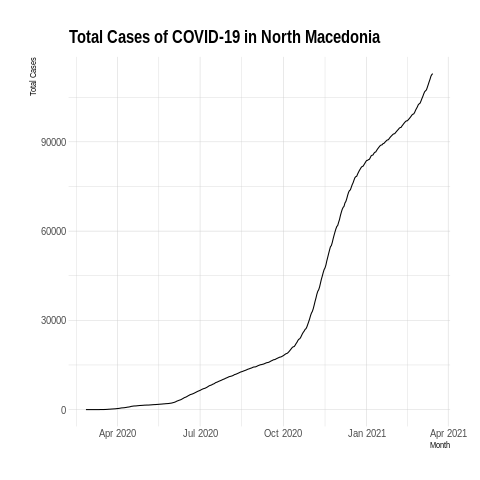 Total Cases of COVID-19 in North Macedonia
Total Cases
90000
60000
30000
0
Apr 2020 Jul 2020 Oct 2020 Jan 2021 Apr 2021
Month